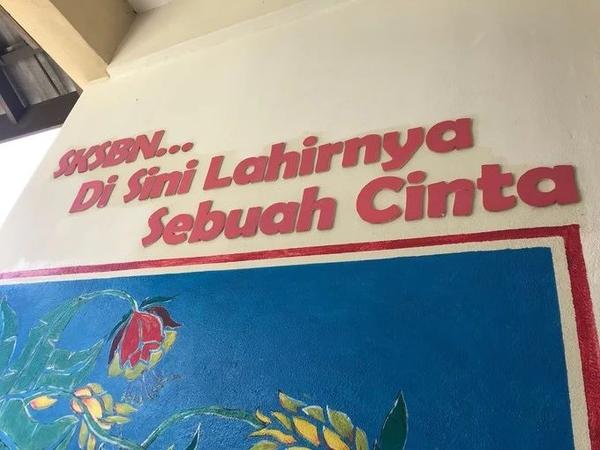 SKSBN...
Di Sini Lahirnya
Sebuah Cinta